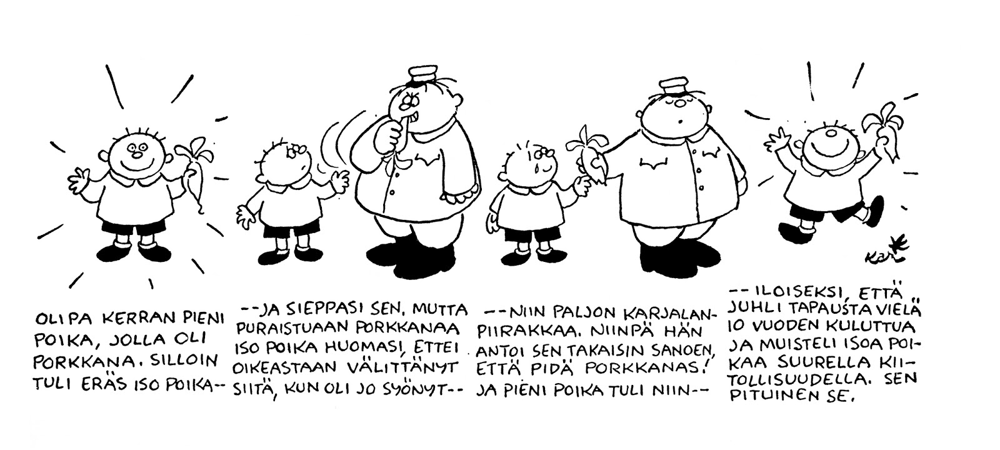 OLIPA KERRAN PIENI
POIKA, JOLLA OLI
PORKKANA. SILLOIN
TULI ERÄS ISO POIKA--
--JA SIEPPASI SEN. MUTTA
PURAISTUAAN PORKKANAA
ISO POIKA HUOMASI, ETTEI
OIKEASTAAN VÄLITTÄNYT
SIITÄ, KUN OLI JO SYÖNYT--
--NIIN PALJON KARJALAN-
PIIRAKKAA. NIINPÄ HÄN
ANTOI SEN TAKAISIN SANOEN,
ETTÄ PIDÄ PORKKANAS!
JA PIENI POIKA TULI NIIN--
-- ILOISEKSI, ETTÄ
JUHLI TAPAUSTA VIELÄ
10 VUODEN KULUTTUA
JA MUISTELI ISOA POI-
KAA SUURELLA KII-
TOLLISUUDELLA. SEN
PITUINEN SE.
Kari